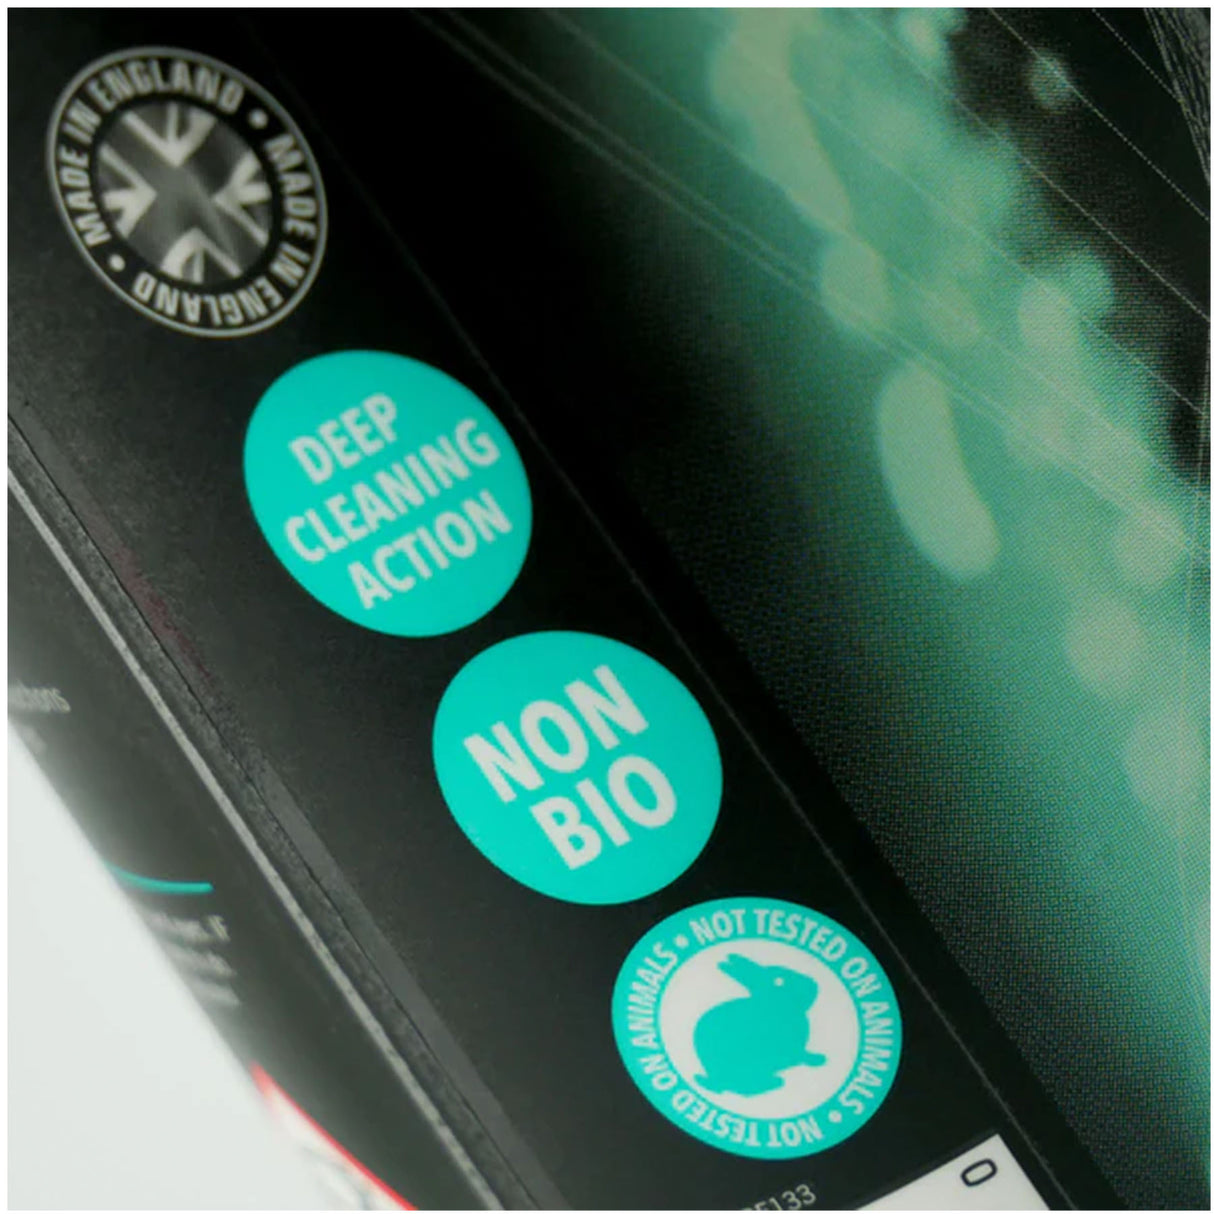 MADE IN ENGLAND • MADE IN ENGLAND •
DEEP
CLEANING
ACTION
NON
BIO
NOT TESTED ON ANIMALS • NOT TESTED ON ANIMALS •
0